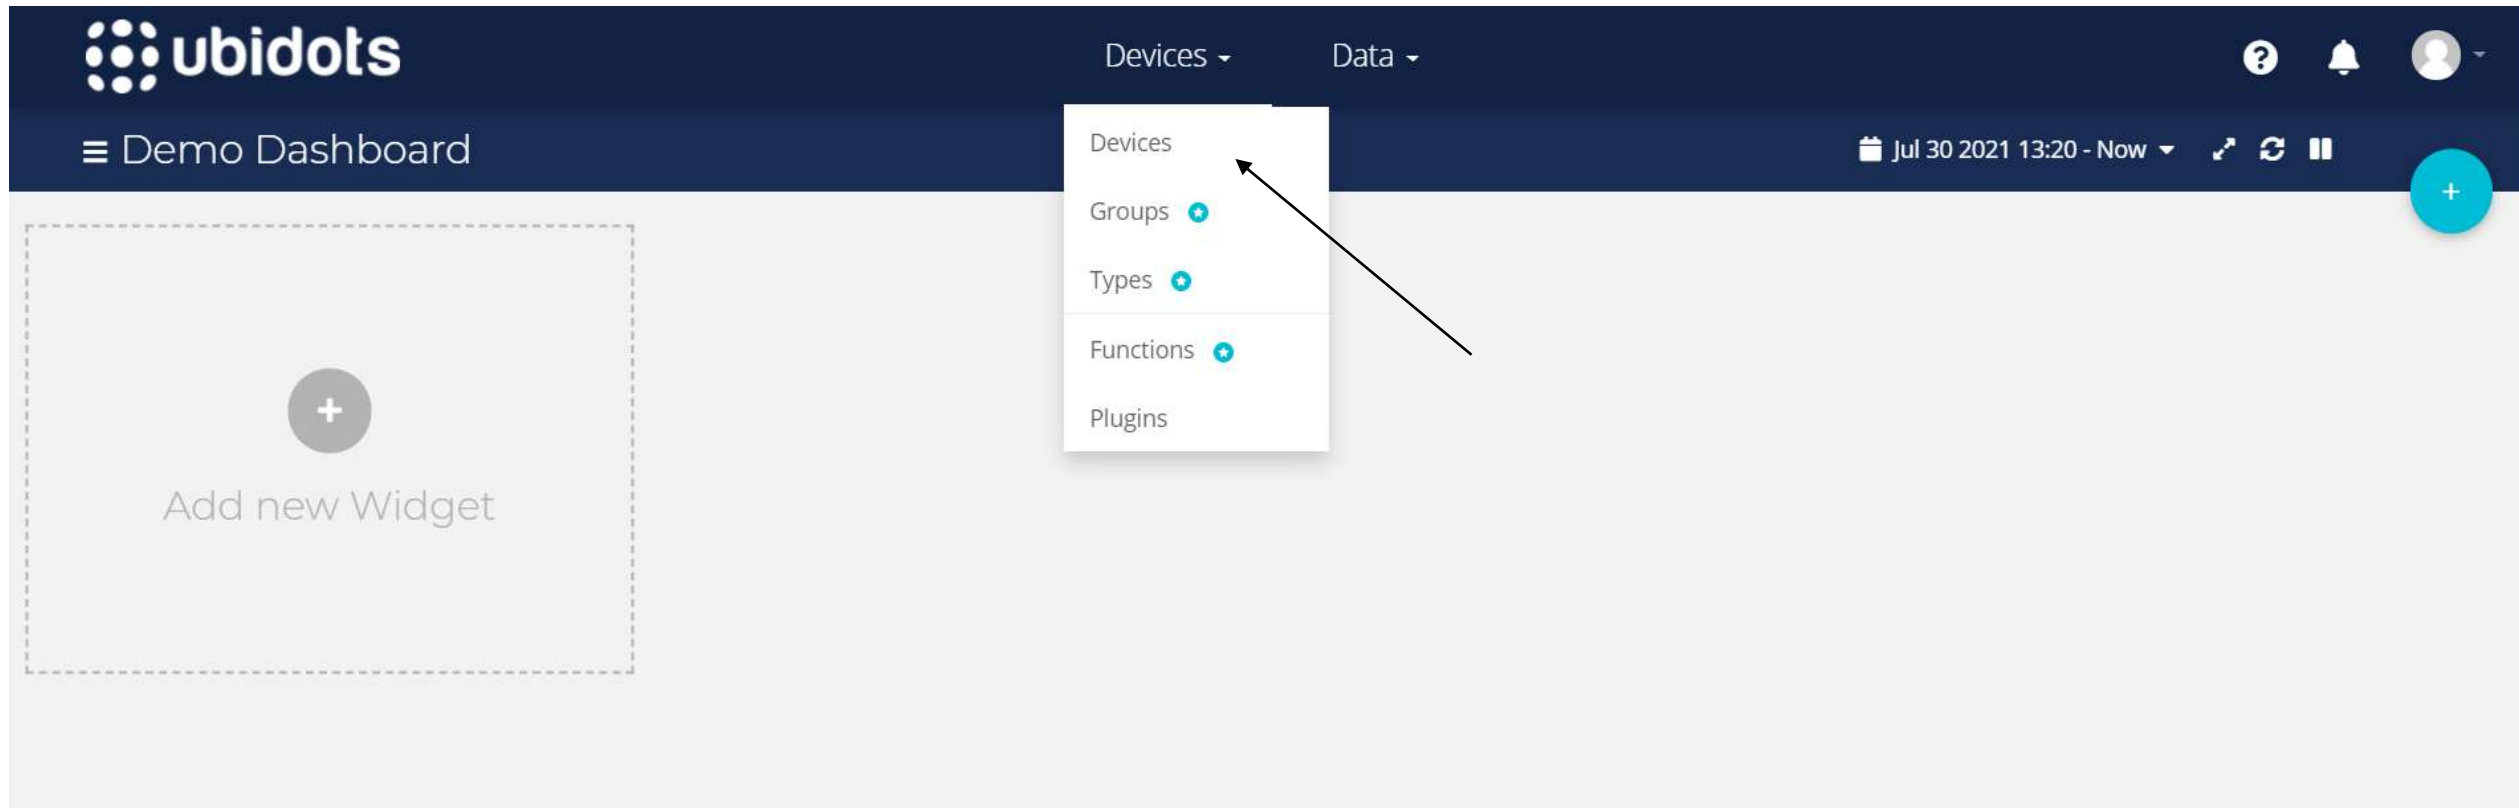 ubidots
Devices
Data
Demo Dashboard
Jul 30 2021 13:20 - Now
Devices
Groups
Types
Functions
Plugins
Add new Widget